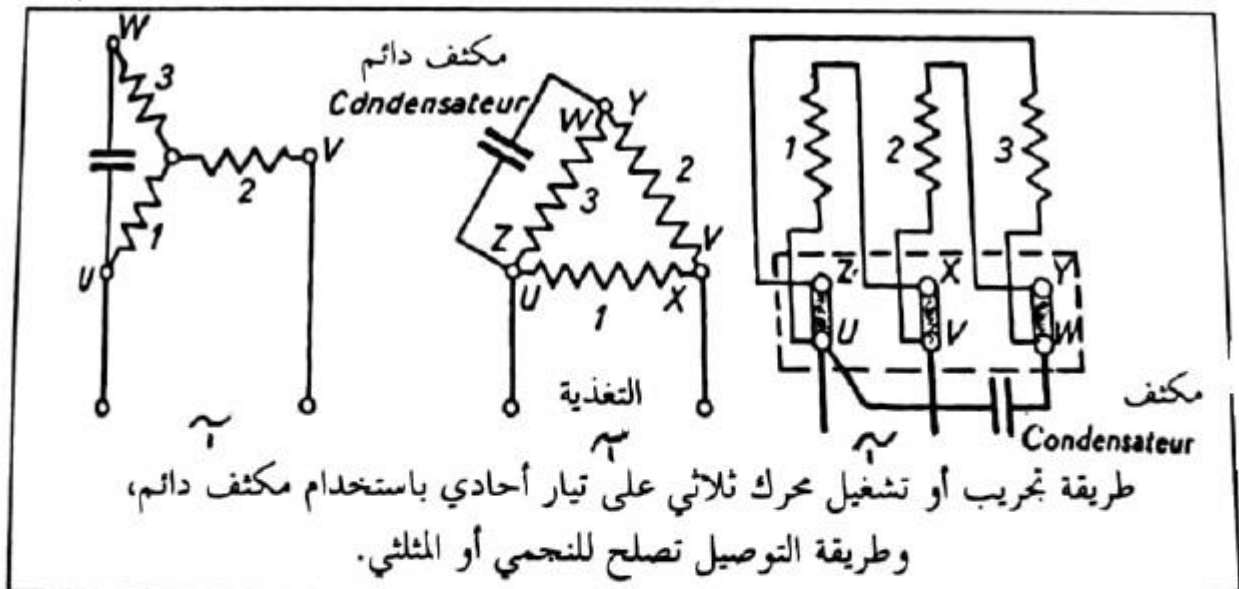 W
3
V
2
1
U
مكثف دائم
Cdndensateur
W Y
3
2
Z
V
U
1
X
التغذية
1
2
3
Z X Y
U V W
مكثف
Condensateur
~ ~ ~
طريقة تجريب أو تشغيل محرك ثلاثي على تيار أحادي باستخدام مكثف دائم،
وطريقة التوصيل تصلح للنجمي أو المثلثي.